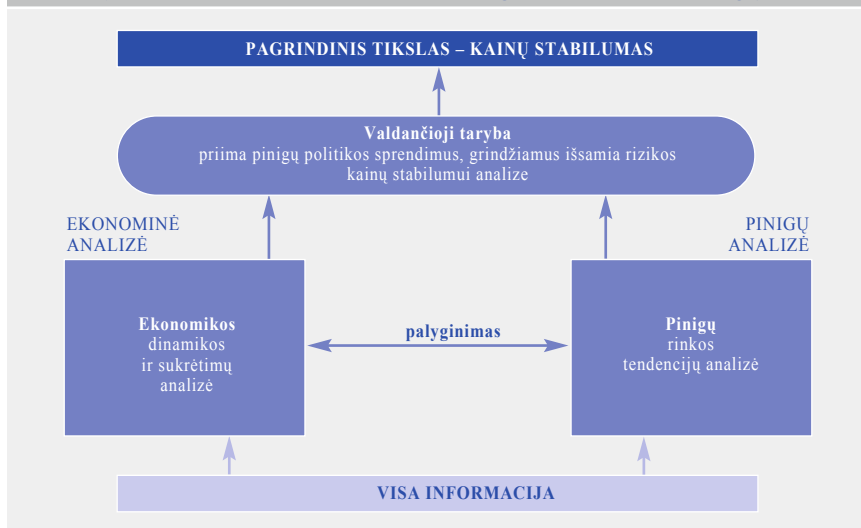 PAGRINDINIS TIKSLAS – KAINŲ STABILUMAS
Valdančioji taryba
priima pinigų politikos sprendimus, grindžiamus išsamia rizikos
kainų stabilumui analize
EKONOMINĖ
ANALIZĖ
PINIGŲ
ANALIZĖ
Ekonomikos
dinamikos
ir sukrėtimų
analizė
palyginimas
Pinigų
rinkos
tendencijų analizė
VISA INFORMACIJA